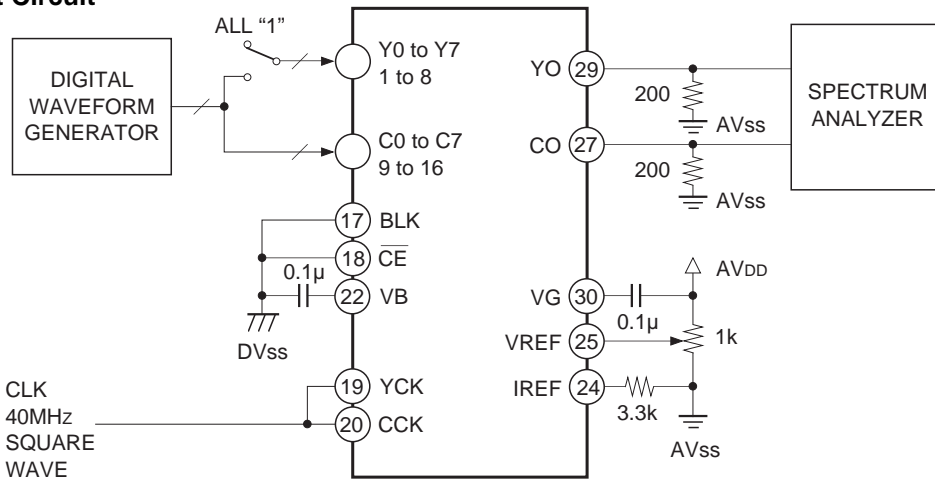 t Circuit
ALL “1”
DIGITAL
WAVEFORM
GENERATOR
Y0 to Y7
1 to 8
C0 to C7
9 to 16
17 BLK
18 CE
0.1µ
22 VB
DVss
19 YCK
20 CCK
CLK
40MHz
SQUARE
WAVE
YO 29
200
AVss
CO 27
200
AVss
SPECTRUM
ANALYZER
AVDD
VG 30
0.1µ
VREF 25
1k
IREF 24
3.3k
AVss